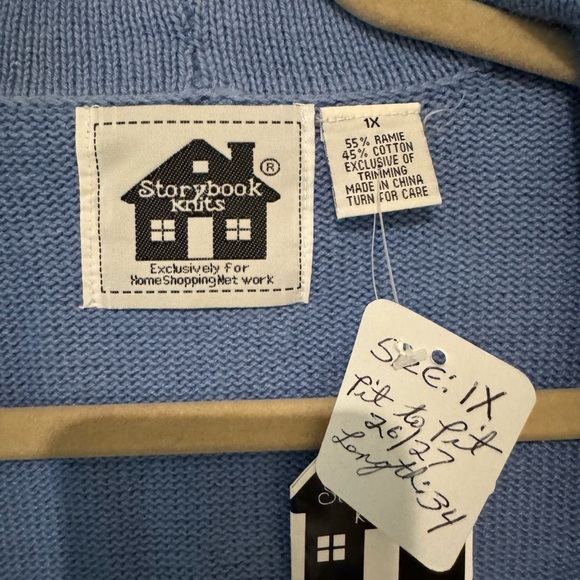 Storybook
Knits
®
Exclusively for
HomeShoppingNetwork
1X
55% RAMIE
45% COTTON
EXCLUSIVE OF
TRIMMING
MADE IN CHINA
TURN FOR CARE
SIZE: 1X
Pit to Pit
26/27
Length: 34